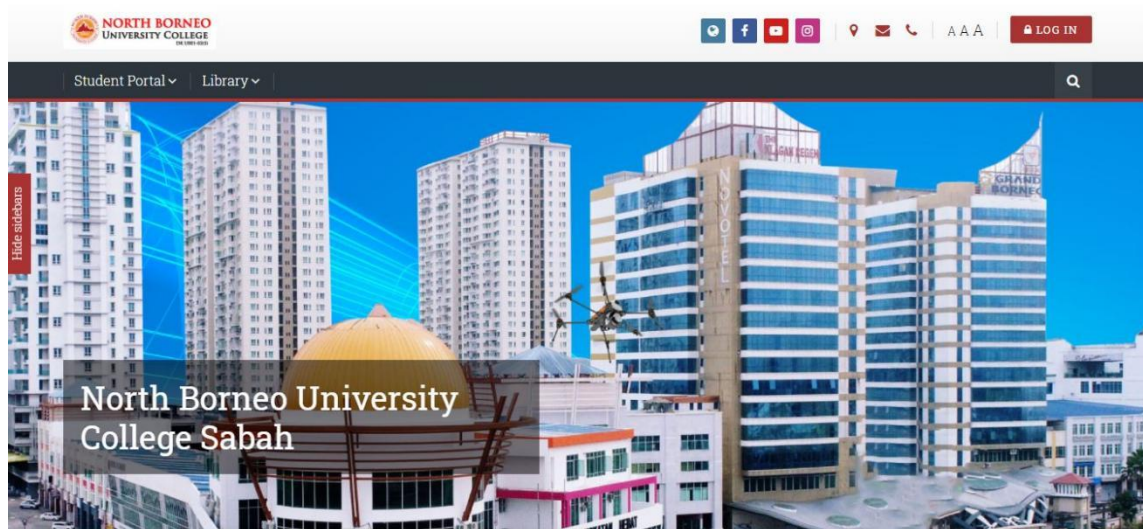 NORTH BORNEO
UNIVERSITY COLLEGE
A A A
LOG IN
Student Portal
Library
Hide sidebars
NOVOTEL
GRAND
BORNEO
North Borneo University
College Sabah